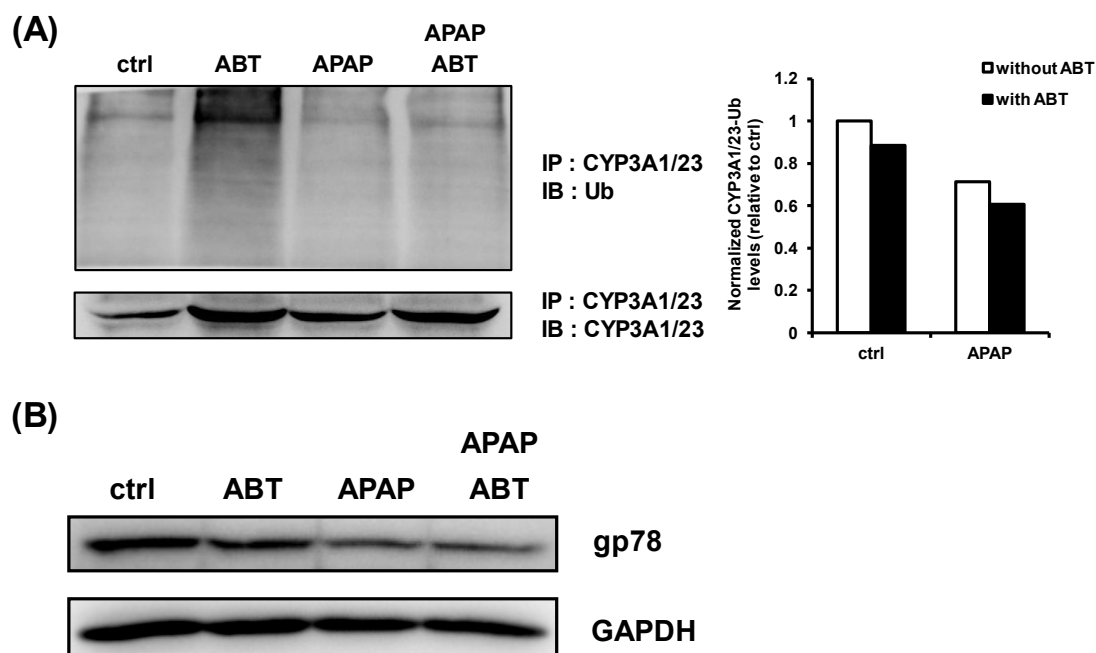 (A)
ctrl ABT APAP APAP
ABT
IP : CYP3A1/23
IB : Ub
IP : CYP3A1/23
IB : CYP3A1/23
without ABT
with ABT
Normalized CYP3A1/23-Ub
levels (relative to ctrl)
1.2
1
0.8
0.6
0.4
0.2
0
ctrl APAP
(B)
ctrl ABT APAP APAP
ABT
gp78
GAPDH